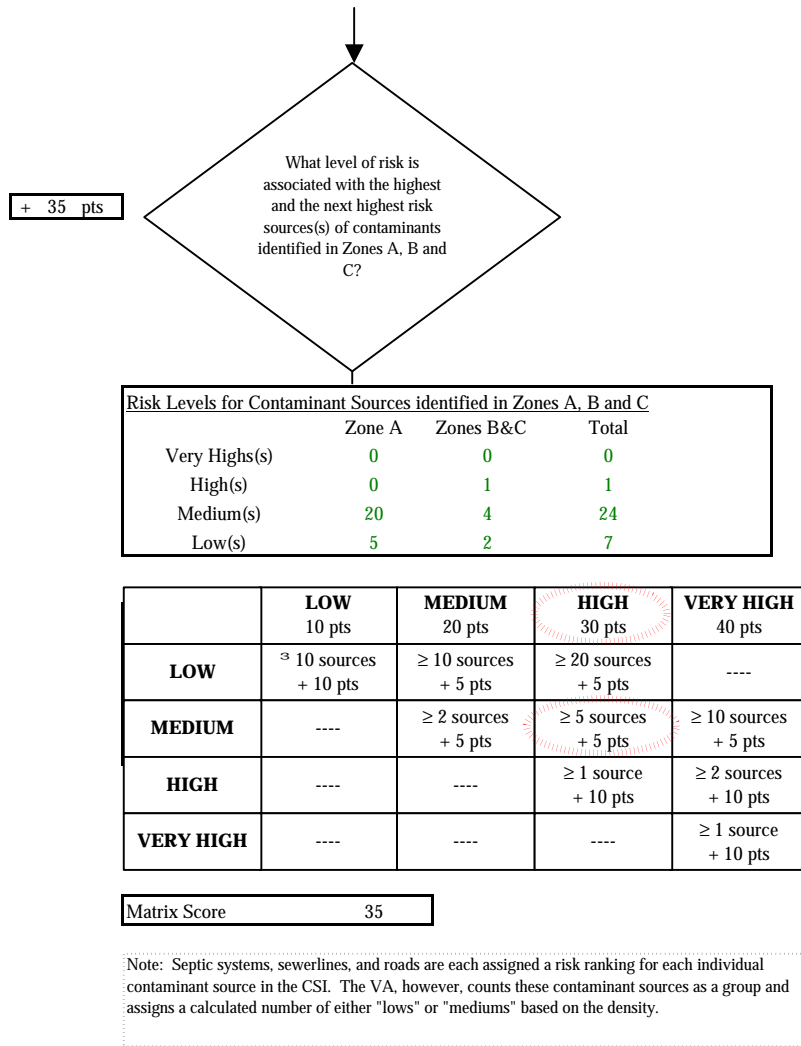 What level of risk is
associated with the highest
and the next highest risk
sources(s) of contaminants
identified in Zones A, B and
C?
+ 35 pts
Risk Levels for Contaminant Sources identified in Zones A, B and C
Zone A Zones B&C Total
Very Highs(s) 0 0 0
High(s) 0 1 1
Medium(s) 20 4 24
Low(s) 5 2 7
LOW MEDIUM HIGH VERY HIGH
10 pts 20 pts 30 pts 40 pts
LOW
³ 10 sources ≥ 10 sources ≥ 20 sources ----
+ 10 pts + 5 pts + 5 pts
MEDIUM
---- ≥ 2 sources ≥ 5 sources ≥ 10 sources
+ 5 pts + 5 pts + 5 pts
HIGH
---- ---- ≥ 1 source ≥ 2 sources
+ 10 pts + 10 pts
VERY HIGH
---- ---- ---- ≥ 1 source
+ 10 pts
Matrix Score 35
Note: Septic systems, sewerlines, and roads are each assigned a risk ranking for each individual
contaminant source in the CSI. The VA, however, counts these contaminant sources as a group and
assigns a calculated number of either "lows" or "mediums" based on the density.